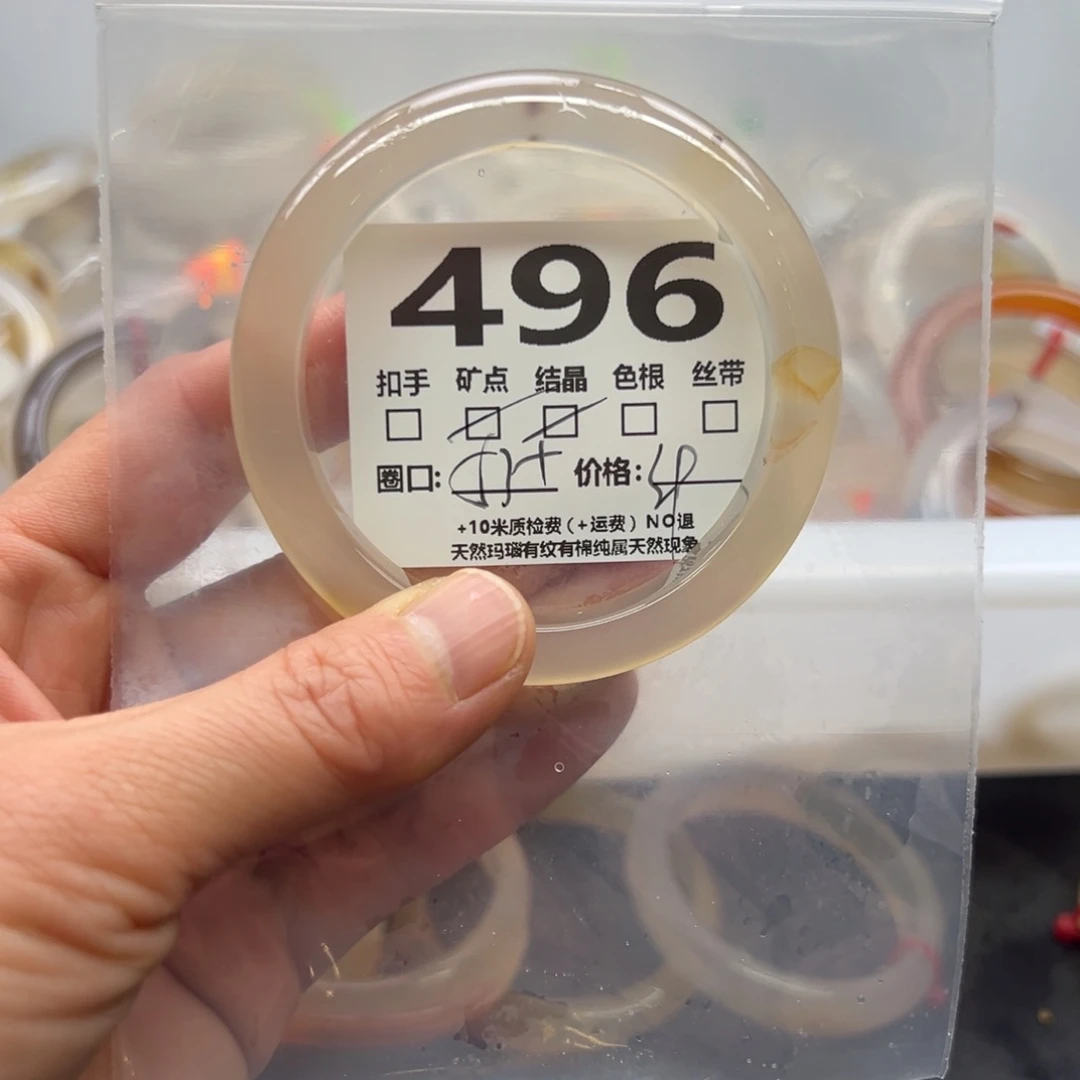 496
扣手 矿点 结晶 色根 丝带
圈口: 价格:
+10米质检费（+运费）NO退
天然玛瑙有纹有棉纯属天然现象